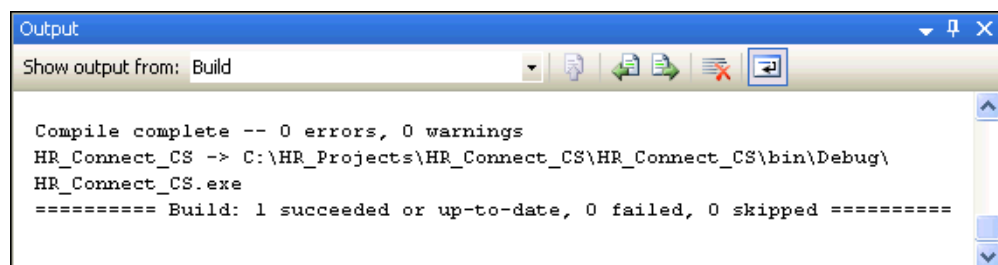 Output
Show output from: Build
Compile complete -- 0 errors, 0 warnings
HR_Connect_CS -> C:\HR_Projects\HR_Connect_CS\HR_Connect_CS\bin\Debug\
HR_Connect_CS.exe
========== Build: 1 succeeded or up-to-date, 0 failed, 0 skipped ==========